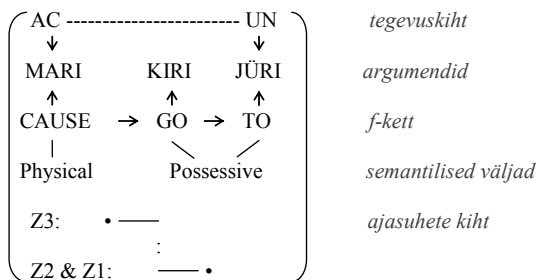 AC ----------------------- UN tegevuskiht
MARI KIRI JÜRI argumendid
CAUSE → GO → TO f-kett
Physical Possessive semantilised väljad
Z3: • —— ajasuhete kiht
:
Z2 & Z1: —— •